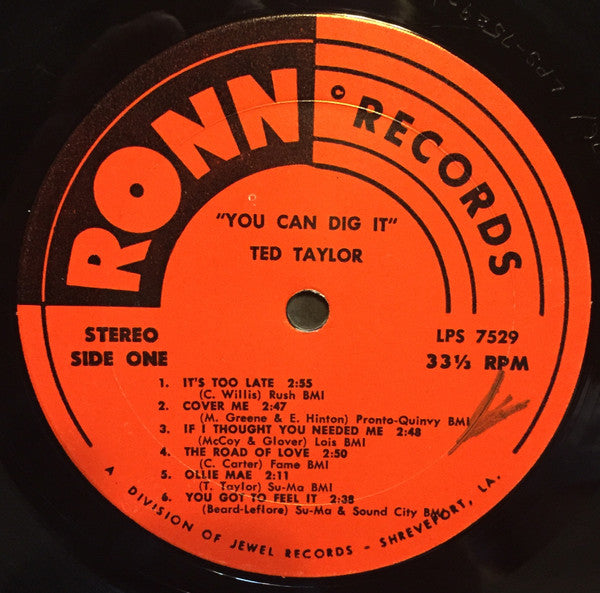 RONN
© RECORDS
"YOU CAN DIG IT"
TED TAYLOR
STEREO
SIDE ONE
LPS 7529
33⅓ RPM
1. IT'S TOO LATE 2:55
(C. Willis) Rush BMI
2. COVER ME 2:47
(M. Greene & E. Hinton) Pronto-Quinvy BMI
3. IF I THOUGHT YOU NEEDED ME 2:48
(McCoy & Glover) Lois BMI
4. THE ROAD OF LOVE 2:50
(C. Carter) Fame BMI
5. OLLIE MAE 2:11
(T. Taylor) Su-Ma BMI
6. YOU GOT TO FEEL IT 2:38
(Beard-Leflore) Su-Ma & Sound City BMI
A DIVISION OF JEWEL RECORDS - SHREVEPORT, LA.
LPS-7529